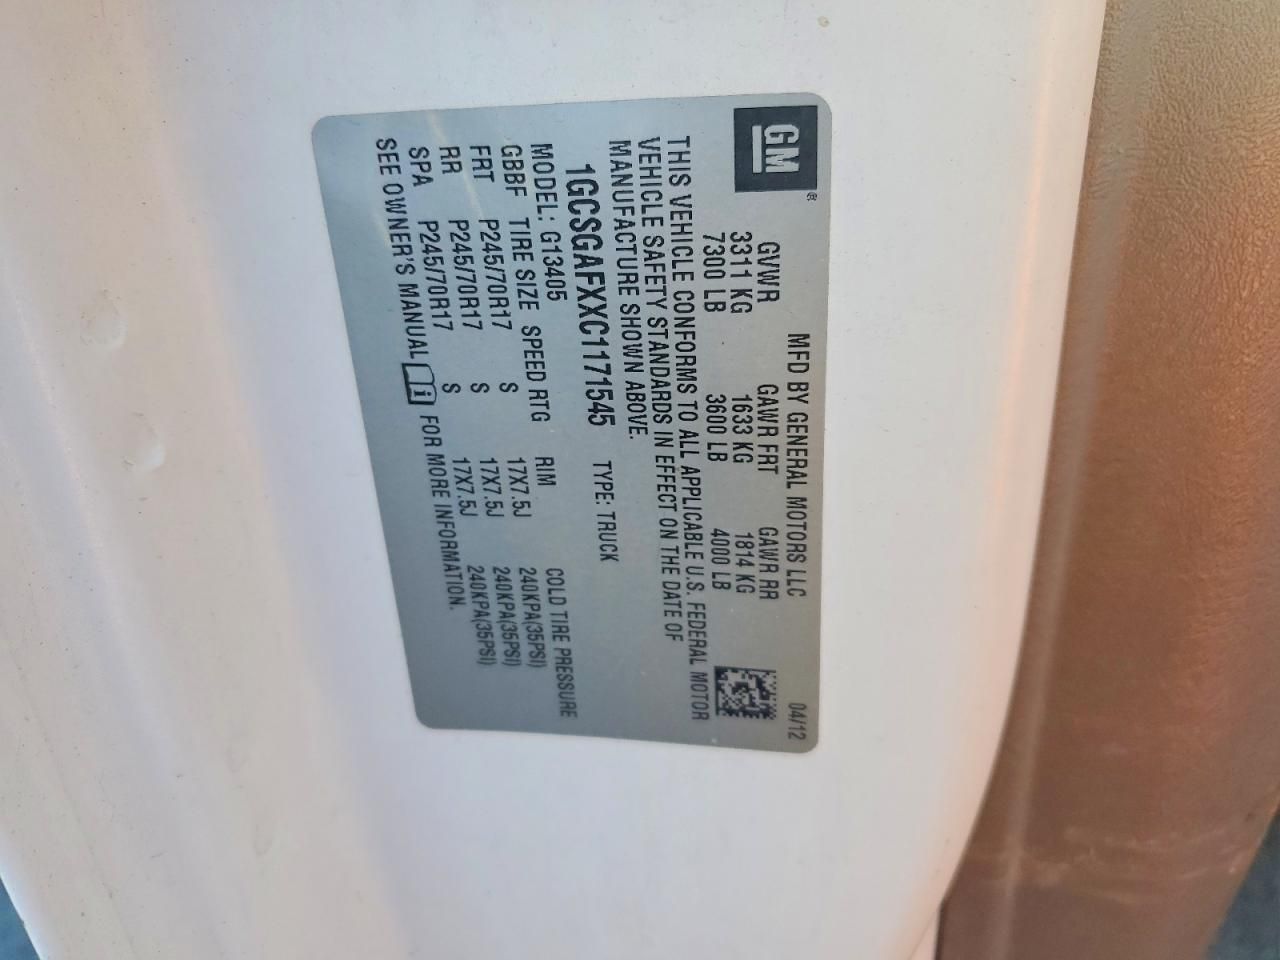 GM®
MFD BY GENERAL MOTORS LLC 04/12
GVWR GAWR FRT GAWR RR
3311 KG 1633 KG 1814 KG
7300 LB 3600 LB 4000 LB
THIS VEHICLE CONFORMS TO ALL APPLICABLE U.S. FEDERAL MOTOR
VEHICLE SAFETY STANDARDS IN EFFECT ON THE DATE OF
MANUFACTURE SHOWN ABOVE.
1GCSGAFXXC1171545 TYPE: TRUCK
MODEL: G13405
GBBF TIRE SIZE SPEED RTG RIM COLD TIRE PRESSURE
FRT P245/70R17 S 17X7.5J 240KPA(35PSI)
RR P245/70R17 S 17X7.5J 240KPA(35PSI)
SPA P245/70R17 S 17X7.5J 240KPA(35PSI)
SEE OWNER'S MANUAL i FOR MORE INFORMATION.